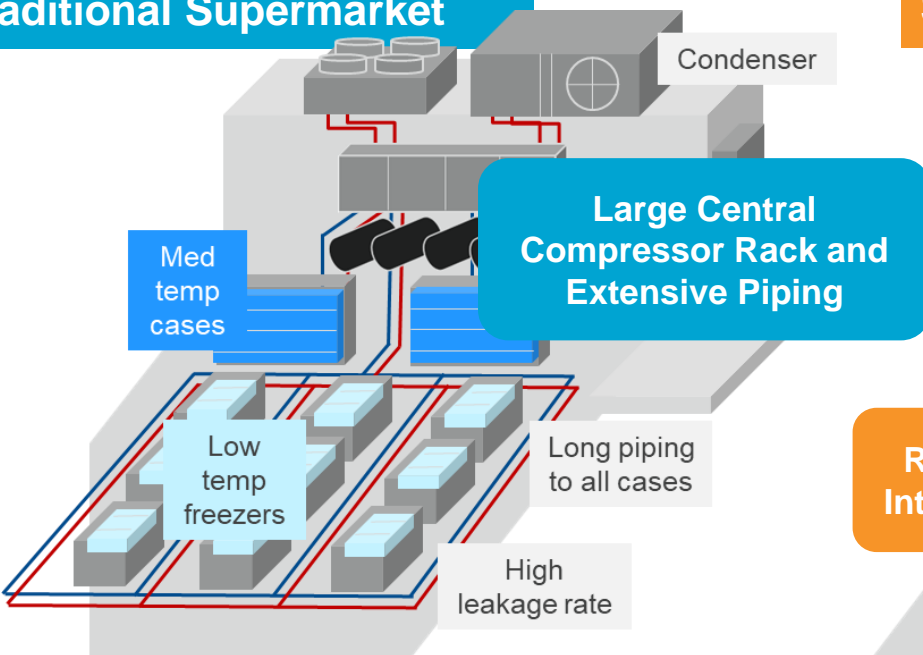 Supermarket
Condenser
Large Central
Compressor Rack and
Extensive Piping
Med
temp
cases
Low
temp
freezers
Long piping
to all cases
High
leakage rate